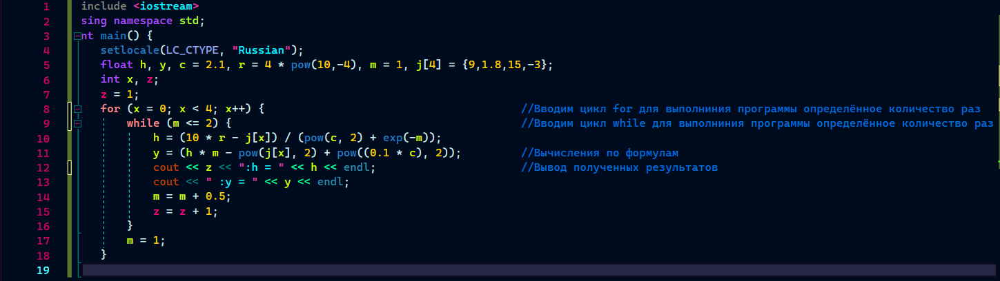 1 include <iostream>
2 sing namespace std;
3 nt main() {
4 setlocale(LC_CTYPE, "Russian");
5 float h, y, c = 2.1, r = 4 * pow(10,-4), m = 1, j[4] = {9,1.8,15,-3};
6 int x, z;
7 z = 1;
8 for (x = 0; x < 4; x++) { //Вводим цикл for для выполниния программы определённое количество раз
9 while (m <= 2) { //Вводим цикл while для выполниния программы определённое количество раз
10 h = (10 * r - j[x]) / (pow(c, 2) + exp(-m));
11 y = (h * m - pow(j[x], 2) + pow((0.1 * c), 2)); //Вычисления по формулам
12 cout << z << ":h = " << h << endl; //Вывод полученных результатов
13 cout << " :y = " << y << endl;
14 m = m + 0.5;
15 z = z + 1;
16 }
17 m = 1;
18 }
19